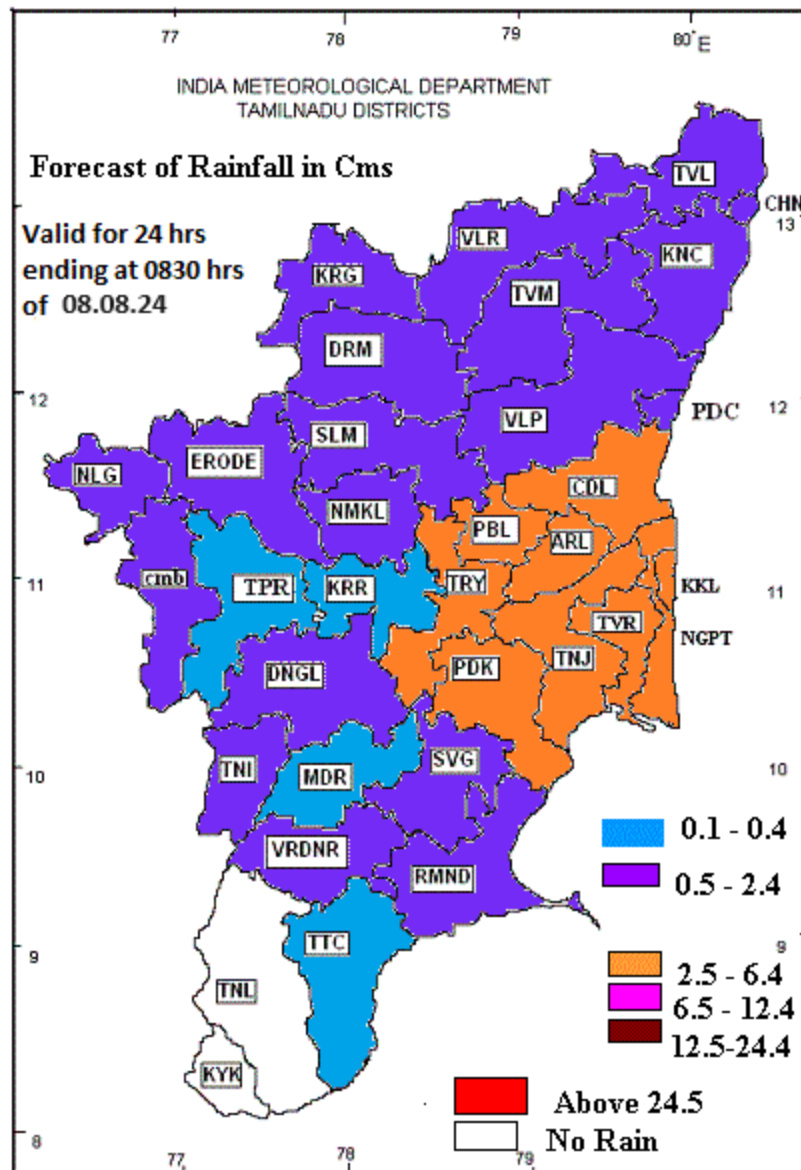 77 78 79 80°E
INDIA METEOROLOGICAL DEPARTMENT
TAMILNADU DISTRICTS
Forecast of Rainfall in Cms
TVL
CHN
13
Valid for 24 hrs
ending at 0830 hrs
of 08.08.24
VLR
KNC
KRG
TVM
DRM
12
12
PDC
VLP
SLM
ERODE
NLG
CDL
NMKL
PBL
ARL
11
cmb
TPR
KRR
TRY
KKL
11
TVR
NGPT
DNGL
PDK
TNJ
10
TNI
MDR
SVG
10
0.1 - 0.4
VRDNR
RMND
0.5 - 2.4
9
TTC
9
2.5 - 6.4
TNL
6.5 - 12.4
12.5-24.4
KYK
Above 24.5
No Rain
8
77 78 79